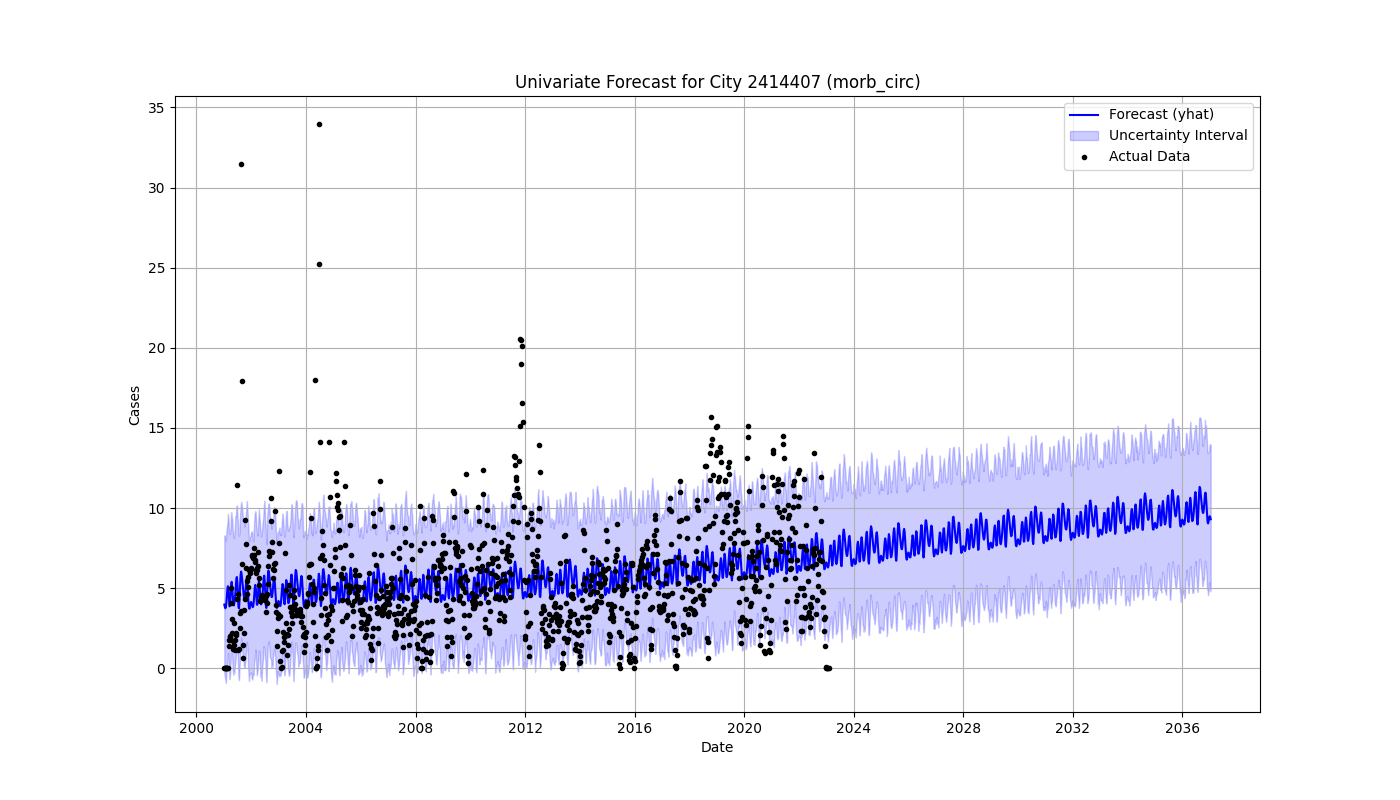 Univariate Forecast for City 2414407 (morb_circ)
Forecast (yhat)
Uncertainty Interval
Actual Data
35
30
25
20
15
10
5
0
Cases
2000 2004 2008 2012 2016 2020 2024 2028 2032 2036
Date